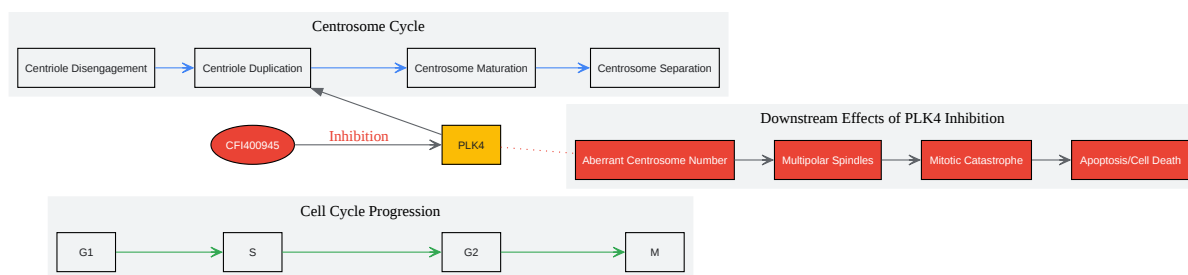 Centrosome Cycle
Centriole Disengagement
Centriole Duplication
Centrosome Maturation
Centrosome Separation
Downstream Effects of PLK4 Inhibition
CFI400945
Inhibition
PLK4
Aberrant Centrosome Number
Multipolar Spindles
Mitotic Catastrophe
Apoptosis/Cell Death
Cell Cycle Progression
G1
S
G2
M